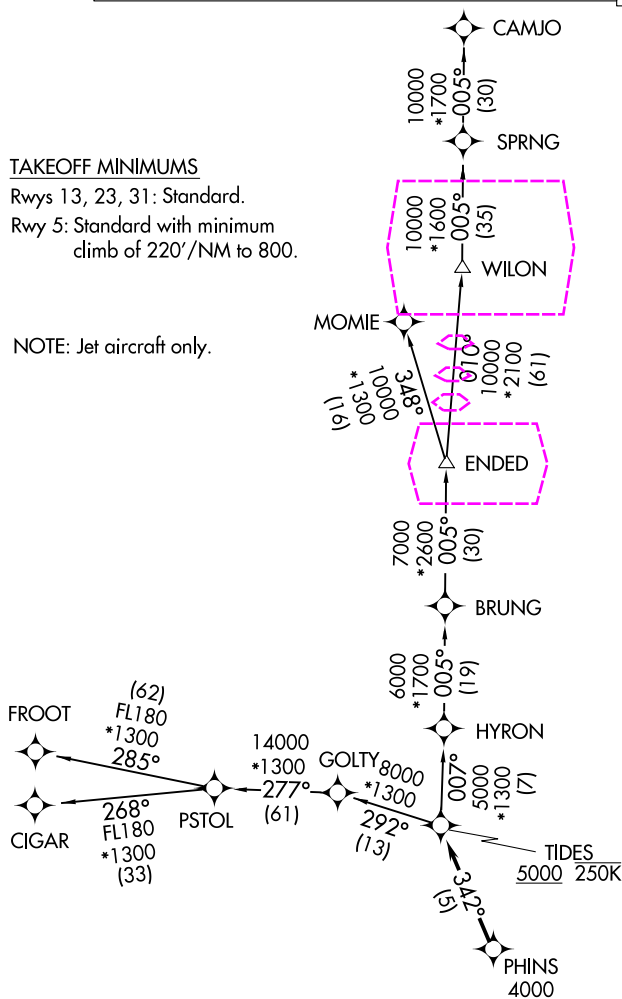 CAMJO
10000
*1700
005°
(30)
SPRNG
TAKEOFF MINIMUMS
Rwys 13, 23, 31: Standard.
Rwy 5: Standard with minimum
climb of 220'/NM to 800.
10000
*1600
005°
(35)
WILON
MOMIE
NOTE: Jet aircraft only.
010°
10000
*2100
(61)
348°
10000
*1300
(16)
ENDED
7000
*2600
005°
(30)
BRUNG
6000
*1700
005°
(19)
HYRON
(62)
FL180
*1300
285°
FROOT
14000
*1300
277°
(61)
GOLTY
8000
*1300
292°
(13)
007°
5000
*1300
(7)
PSTOL
268°
FL180
*1300
(33)
CIGAR
TIDES
5000 250K
342°
(5)
PHINS
4000